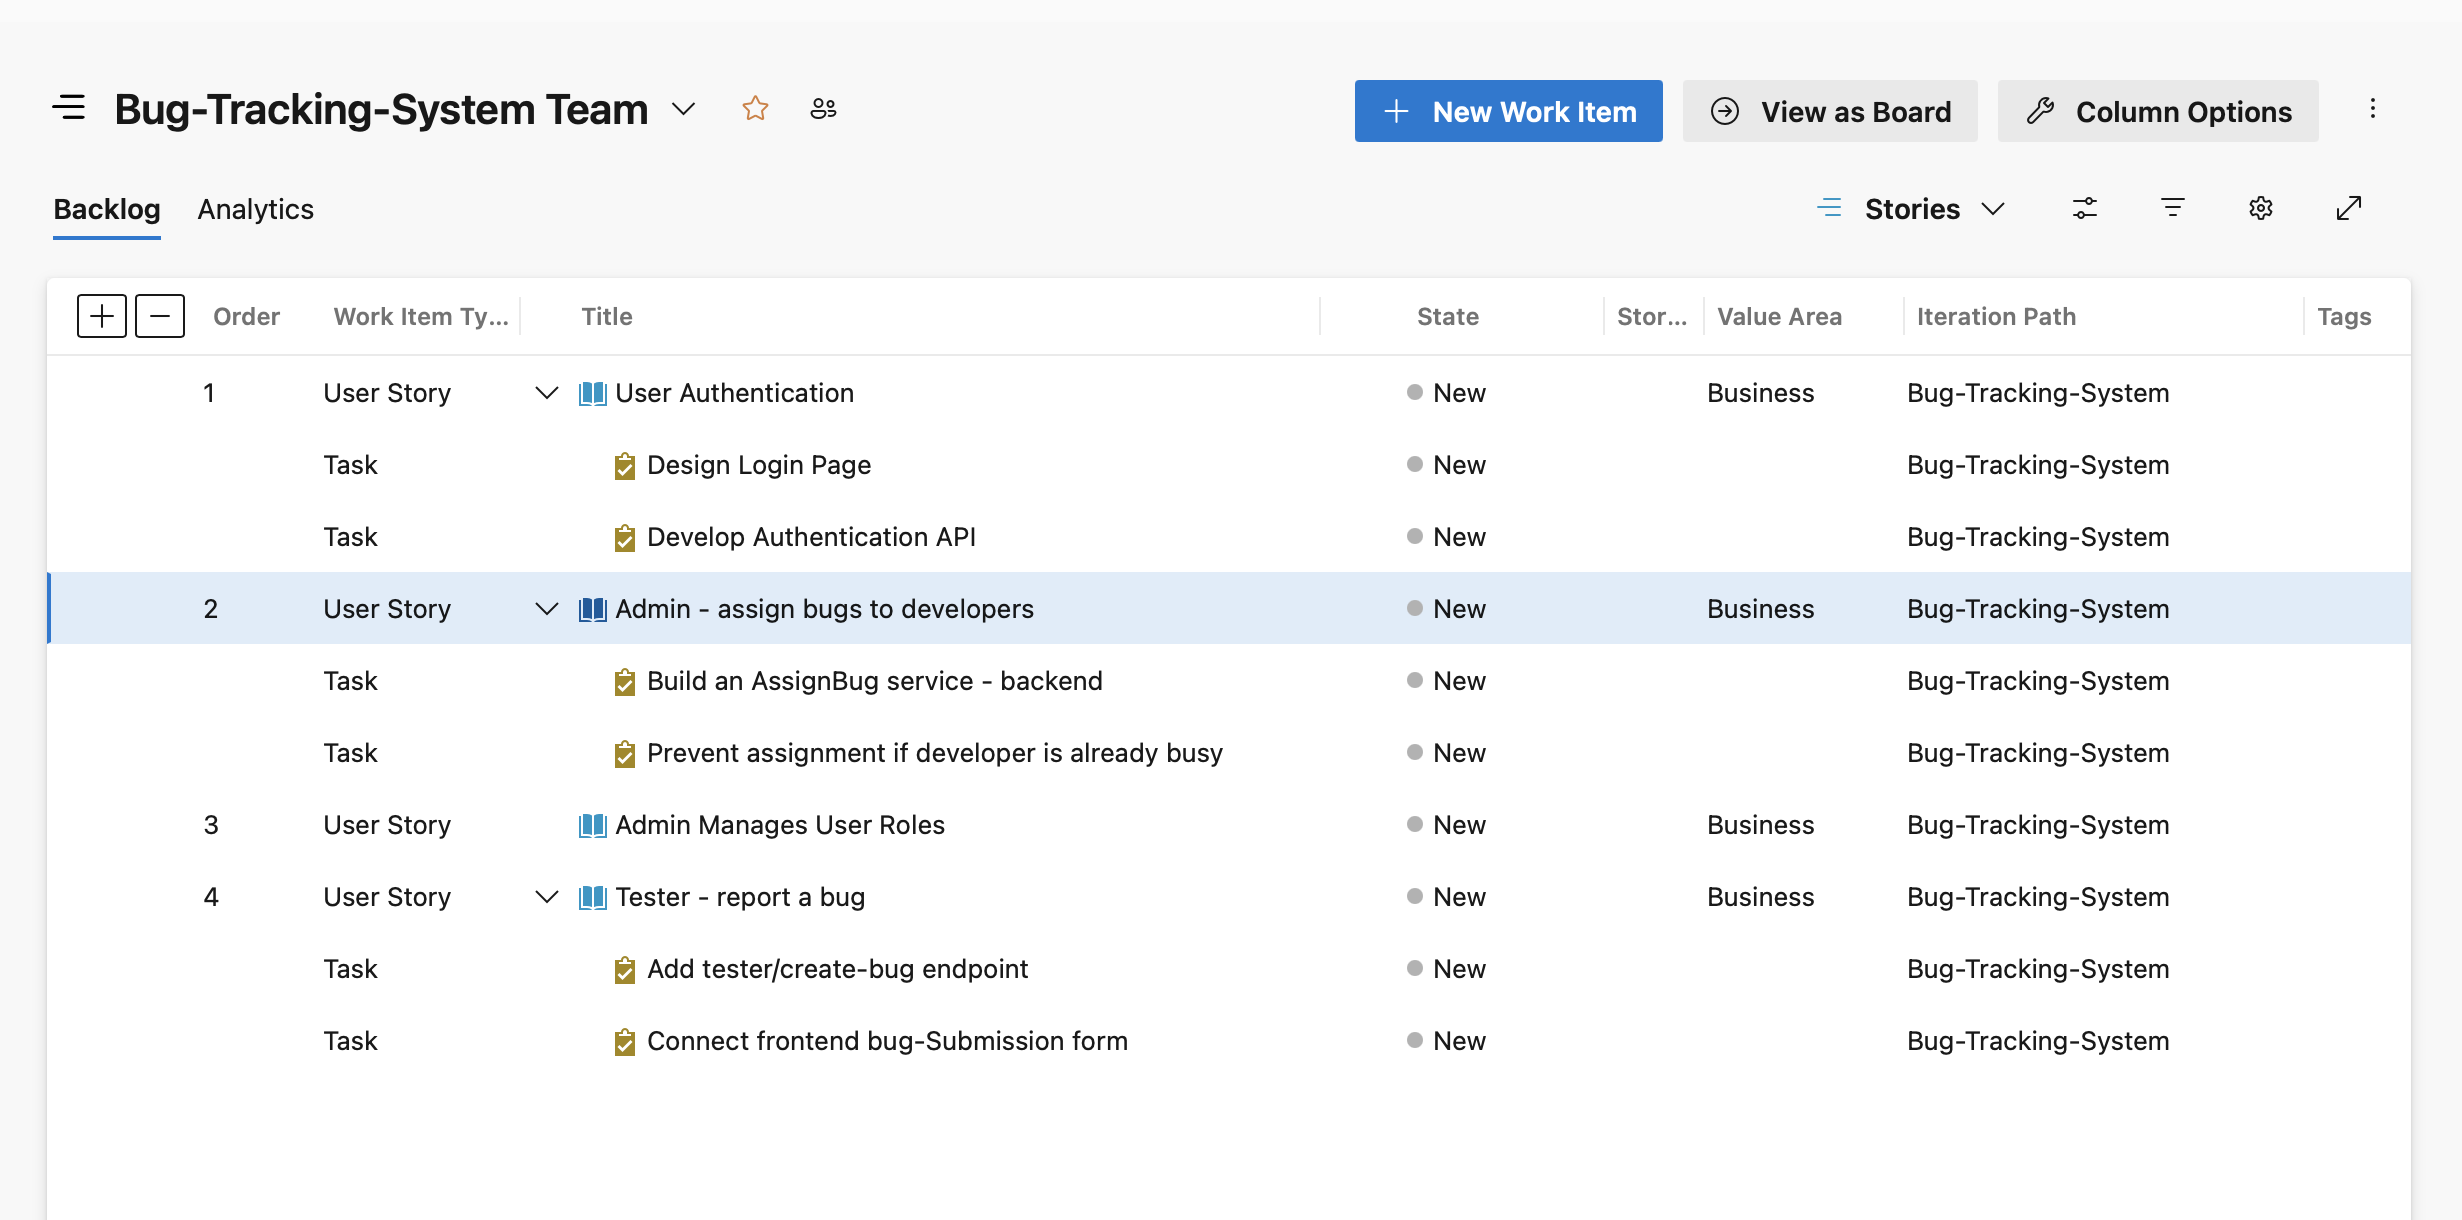 Bug-Tracking-System Team
New Work Item
View as Board
Column Options
Backlog Analytics
Stories
Order Work Item Ty... Title State Stor... Value Area Iteration Path Tags
1 User Story User Authentication New Business Bug-Tracking-System
Task Design Login Page New Bug-Tracking-System
Task Develop Authentication API New Bug-Tracking-System
2 User Story Admin - assign bugs to developers New Business Bug-Tracking-System
Task Build an AssignBug service - backend New Bug-Tracking-System
Task Prevent assignment if developer is already busy New Bug-Tracking-System
3 User Story Admin Manages User Roles New Business Bug-Tracking-System
4 User Story Tester - report a bug New Business Bug-Tracking-System
Task Add tester/create-bug endpoint New Bug-Tracking-System
Task Connect frontend bug-Submission form New Bug-Tracking-System